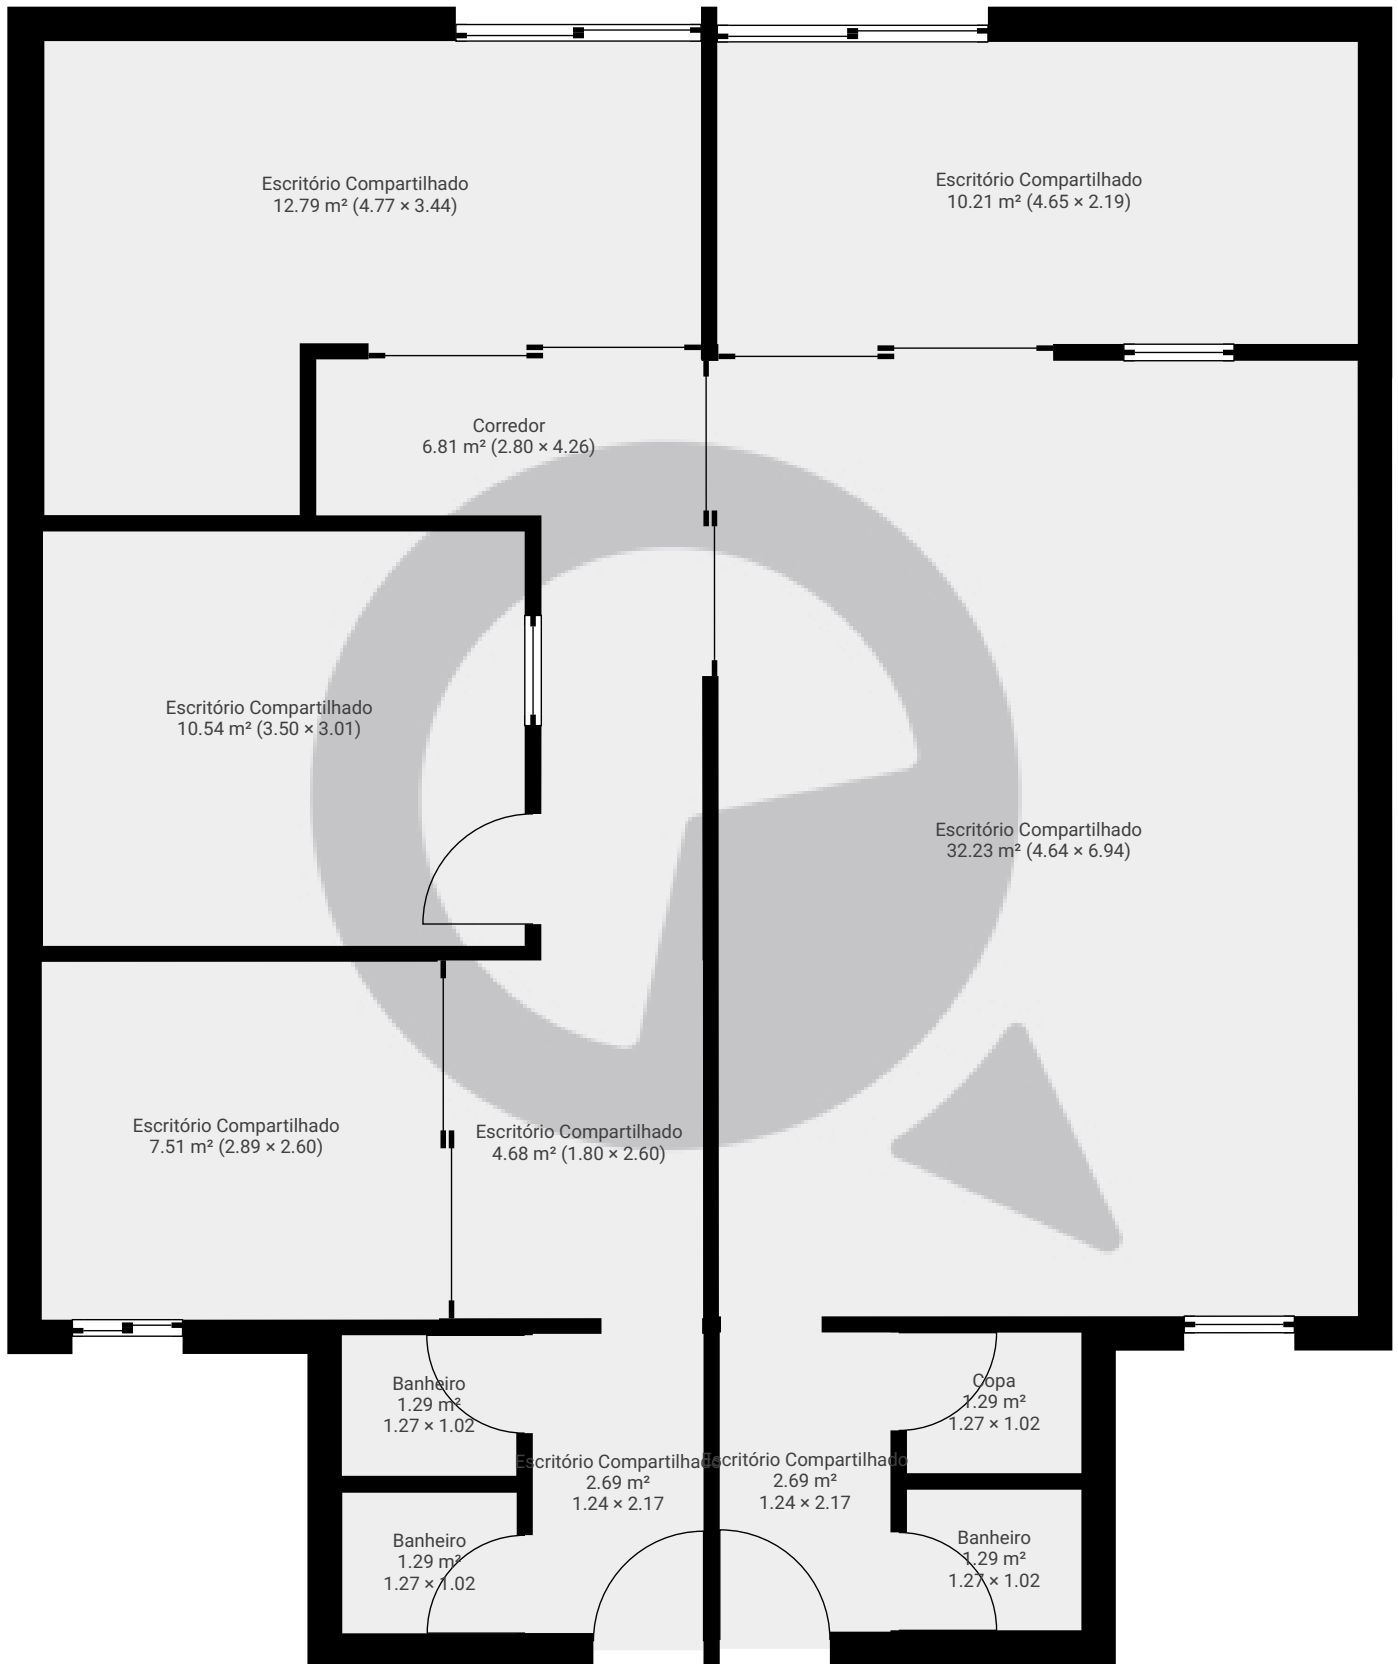 Escritório Compartilhado
12.79 m² (4.77 × 3.44)
Escritório Compartilhado
10.21 m² (4.65 × 2.19)
Corredor
6.81 m² (2.80 × 4.26)
Escritório Compartilhado
10.54 m² (3.50 × 3.01)
Escritório Compartilhado
32.23 m² (4.64 × 6.94)
Escritório Compartilhado
7.51 m² (2.89 × 2.60)
Escritório Compartilhado
4.68 m² (1.80 × 2.60)
Banheiro
1.29 m²
1.27 × 1.02
Copa
1.29 m²
1.27 × 1.02
Escritório Compartilhado
2.69 m²
1.24 × 2.17
Escritório Compartilhado
2.69 m²
1.24 × 2.17
Banheiro
1.29 m²
1.27 × 1.02
Banheiro
1.29 m²
1.27 × 1.02